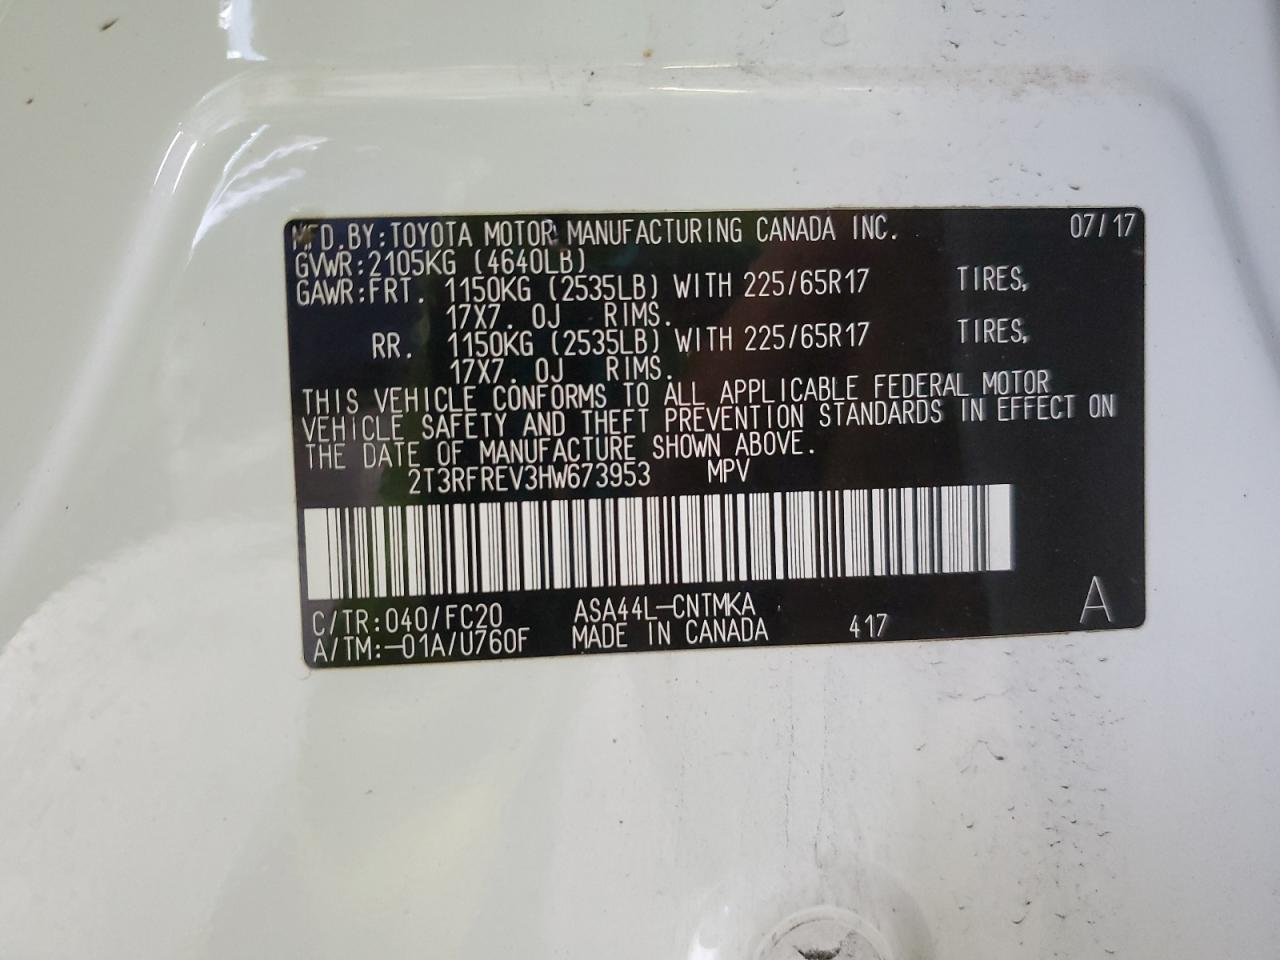 MFD.BY:TOYOTA MOTOR MANUFACTURING CANADA INC. 07/17
GVWR:2105KG (4640LB)
GAWR:FRT. 1150KG (2535LB) WITH 225/65R17 TIRES,
17X7. 0J RIMS.
RR. 1150KG (2535LB) WITH 225/65R17 TIRES,
17X7. 0J RIMS.
THIS VEHICLE CONFORMS TO ALL APPLICABLE FEDERAL MOTOR
VEHICLE SAFETY AND THEFT PREVENTION STANDARDS IN EFFECT ON
THE DATE OF MANUFACTURE SHOWN ABOVE.
2T3RFREV3HW673953 MPV
C/TR:040/FC20 ASA44L-CNTMKA A
A/TM:-01A/U760F MADE IN CANADA 417